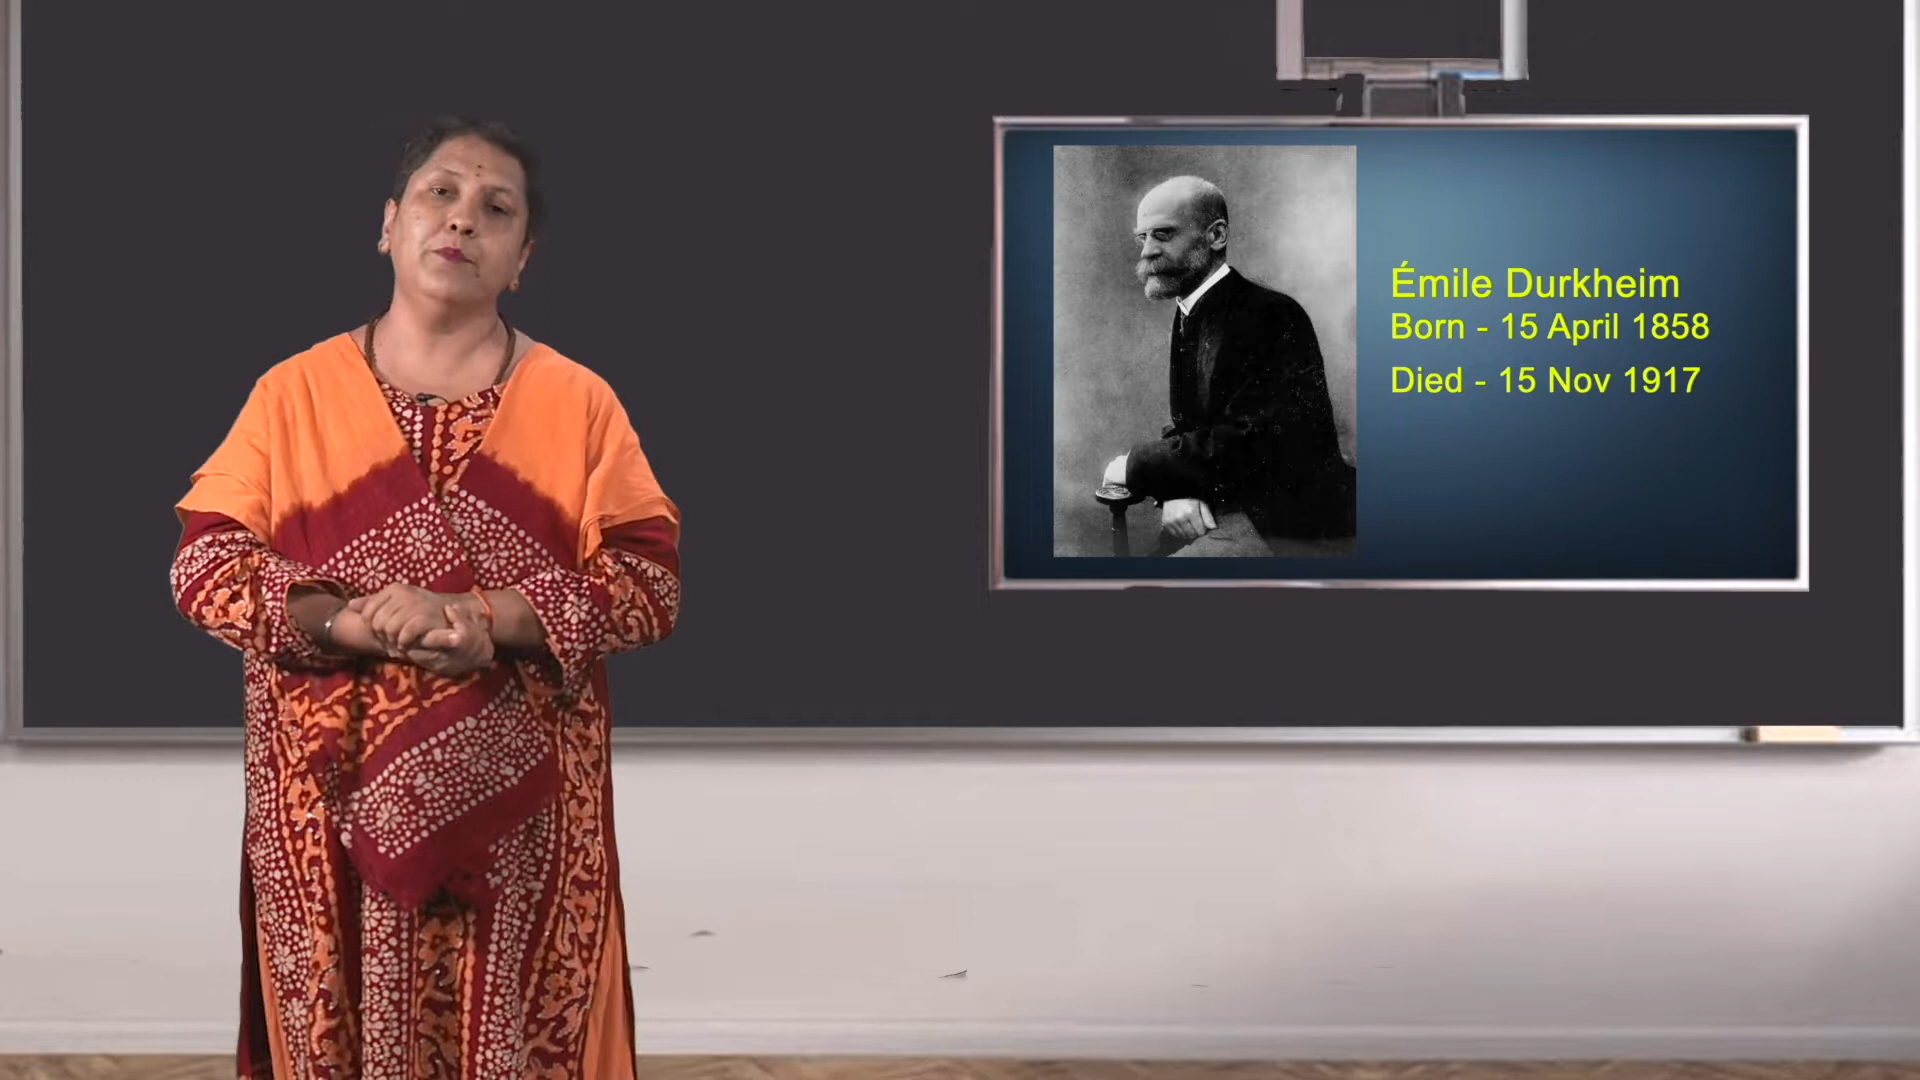 Émile Durkheim
Born - 15 April 1858
Died - 15 Nov 1917